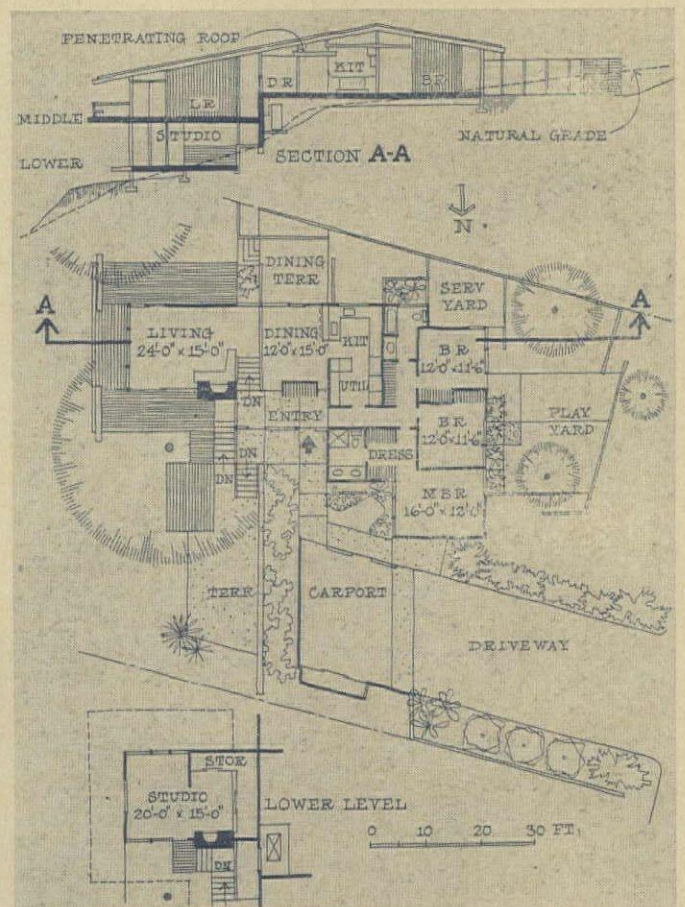 PENETRATING ROOF
KIT
DR
BR
LR
MIDDLE
STUDIO
NATURAL GRADE
LOWER
SECTION A-A
N
DINING
TERR
SERV
YARD
A
A
LIVING
24'-0" x 15'-0"
DINING
12'0" x 15'0"
KIT
BR
12'0" x 11'-6"
UTIL
DN
ENTRY
BR
12'0" x 11'-6"
PLAY
YARD
DN
DRESS
DN
MBR
16'-0" x 12'-6"
TERR
CARPORT
DRIVEWAY
STOR
STUDIO
20'-0" x 15'-0"
LOWER LEVEL
0 10 20 30 FT.
DN